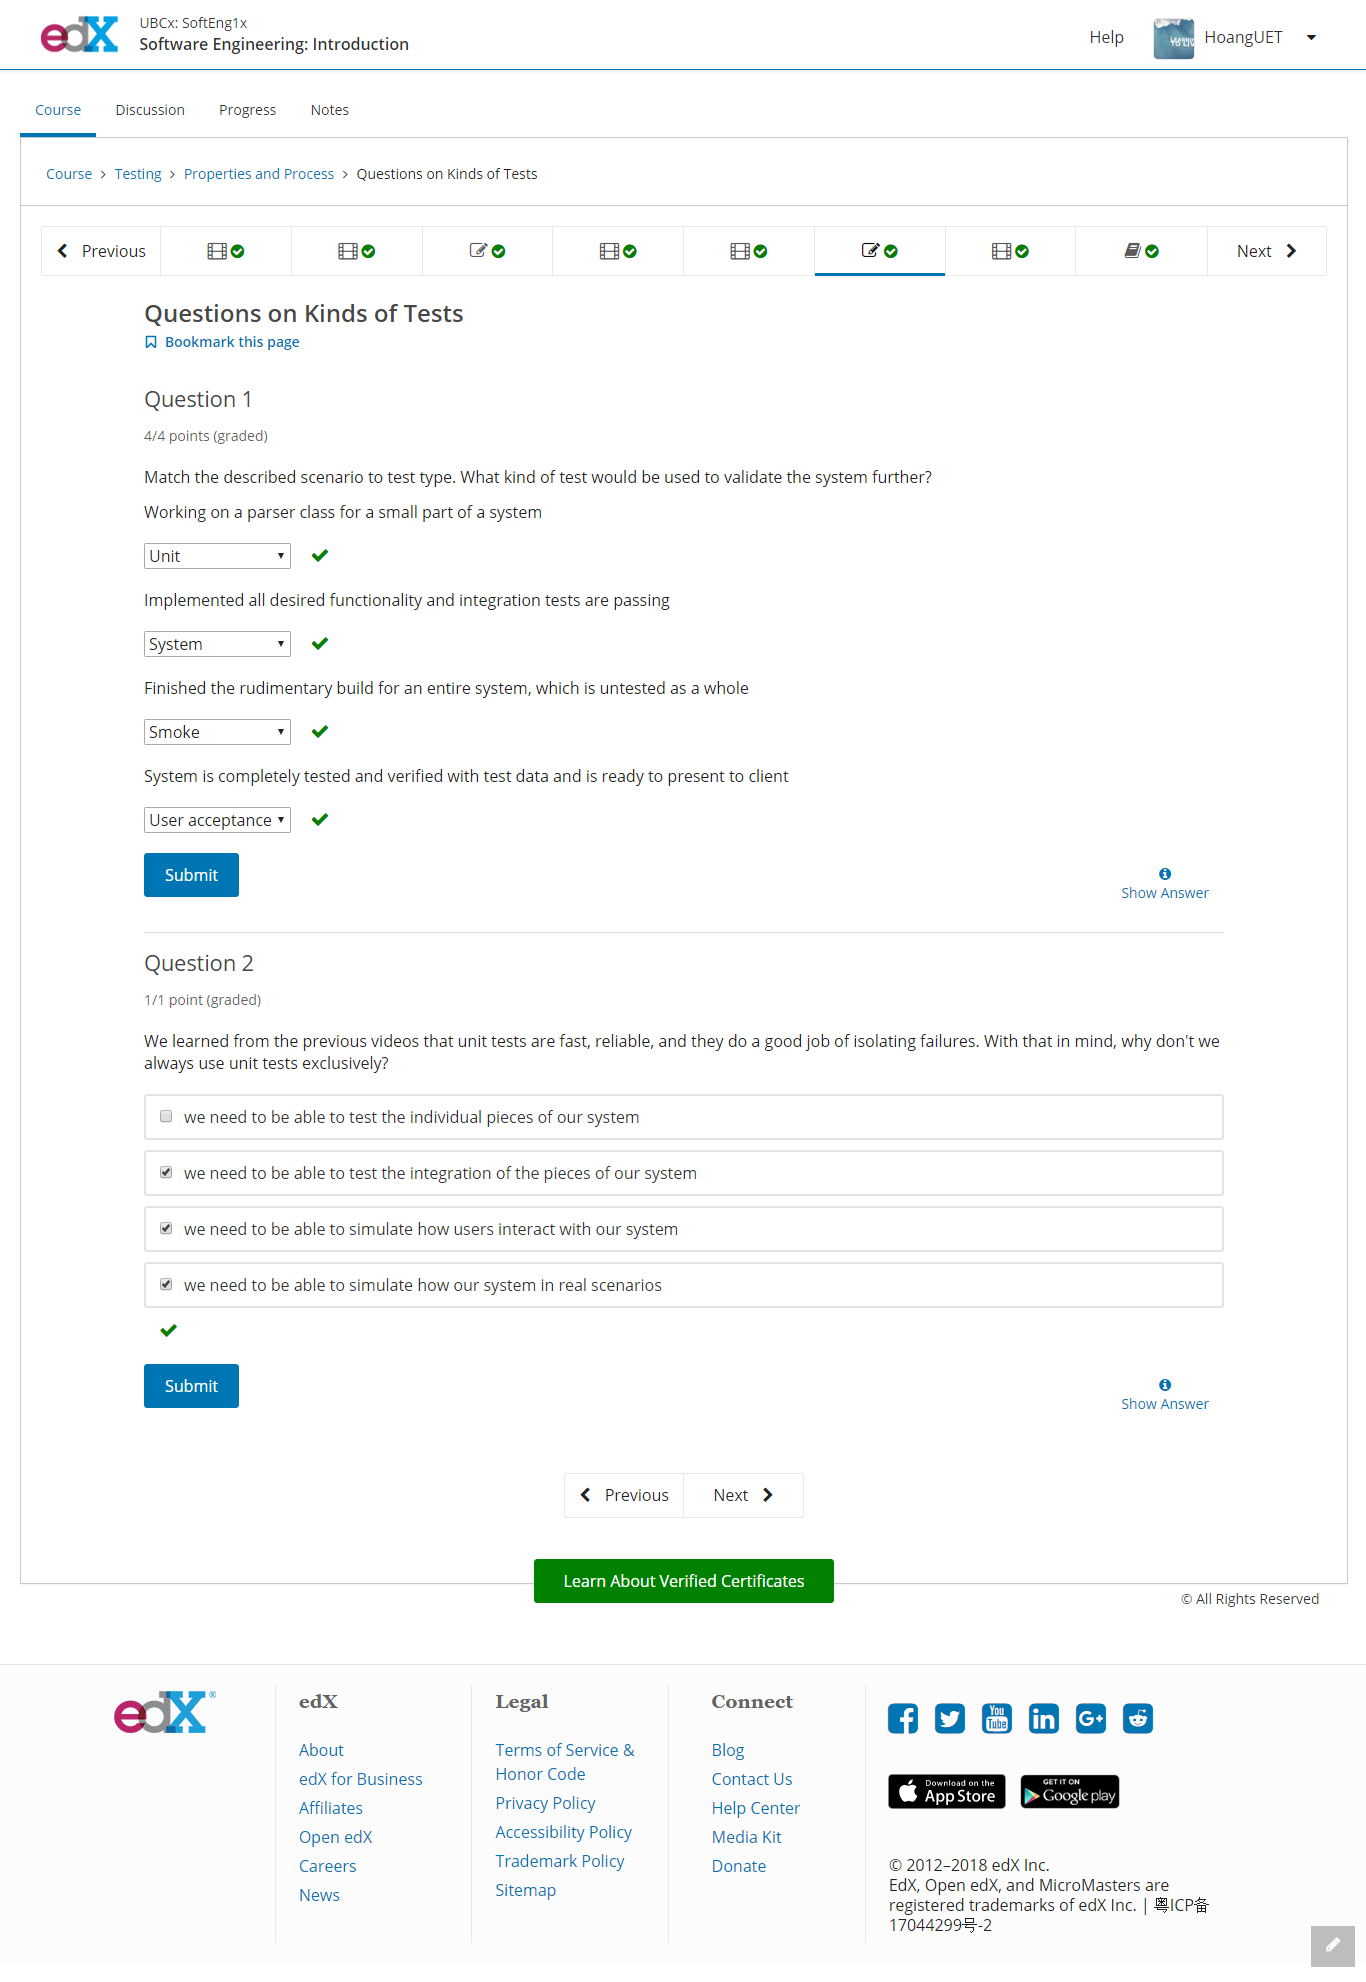 edX
UBCx: SoftEng1x
Software Engineering: Introduction
Help
HoangUET
Course
Discussion
Progress
Notes
Course > Testing > Properties and Process > Questions on Kinds of Tests
Previous
Next
Questions on Kinds of Tests
Bookmark this page
Question 1
4/4 points (graded)
Match the described scenario to test type. What kind of test would be used to validate the system further?
Working on a parser class for a small part of a system
Unit
Implemented all desired functionality and integration tests are passing
System
Finished the rudimentary build for an entire system, which is untested as a whole
Smoke
System is completely tested and verified with test data and is ready to present to client
User acceptance
Submit
Show Answer
Question 2
1/1 point (graded)
We learned from the previous videos that unit tests are fast, reliable, and they do a good job of isolating failures. With that in mind, why don't we
always use unit tests exclusively?
we need to be able to test the individual pieces of our system
we need to be able to test the integration of the pieces of our system
we need to be able to simulate how users interact with our system
we need to be able to simulate how our system in real scenarios
Submit
Show Answer
Previous
Next
Learn About Verified Certificates
© All Rights Reserved
edX®
edX
About
edX for Business
Affiliates
Open edX
Careers
News
Legal
Terms of Service &
Honor Code
Privacy Policy
Accessibility Policy
Trademark Policy
Sitemap
Connect
Blog
Contact Us
Help Center
Media Kit
Donate
You
Tube
in
G+
Download on the
App Store
GET IT ON
Google play
© 2012–2018 edX Inc.
EdX, Open edX, and MicroMasters are
registered trademarks of edX Inc. | 粤ICP备
17044299号-2